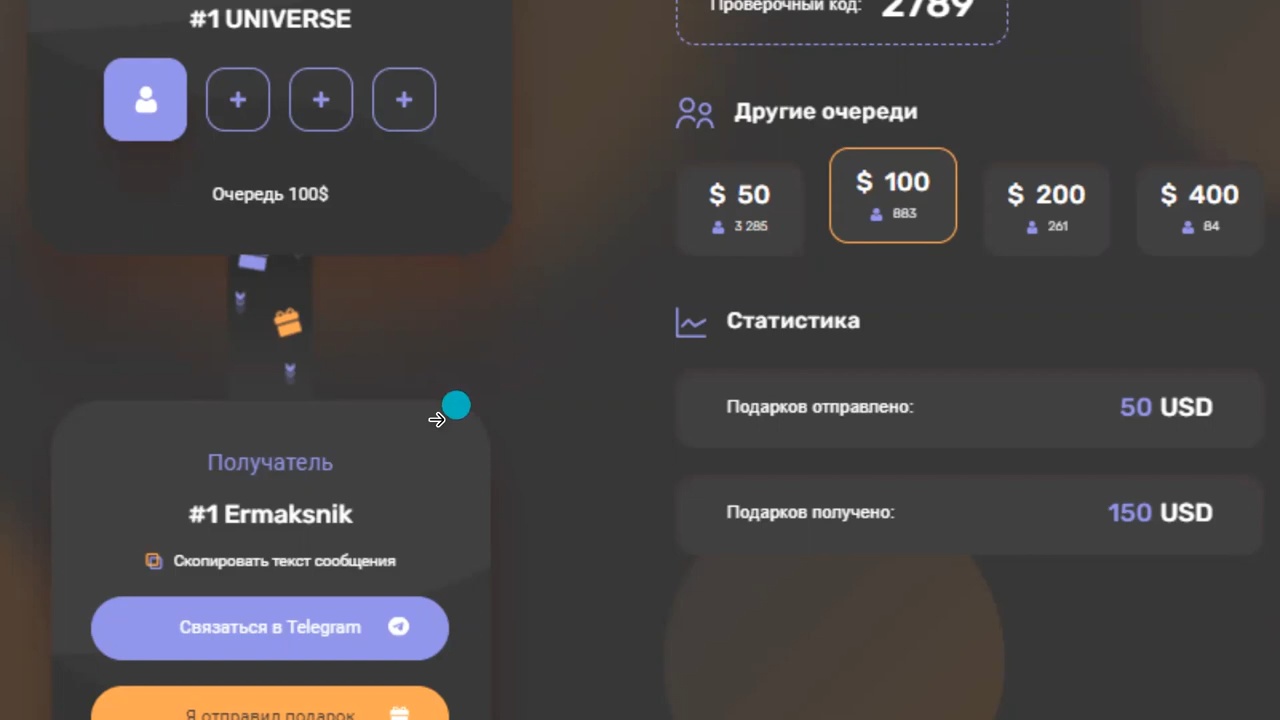 #1 UNIVERSE
Очередь 100$
Получатель
#1 Ermaksnik
Скопировать текст сообщения
Связаться в Telegram
Я отправил подарок
Проверочный код: 2789
Другие очереди
$ 50
3 285
$ 100
883
$ 200
261
$ 400
84
Статистика
Подарков отправлено: 50 USD
Подарков получено: 150 USD